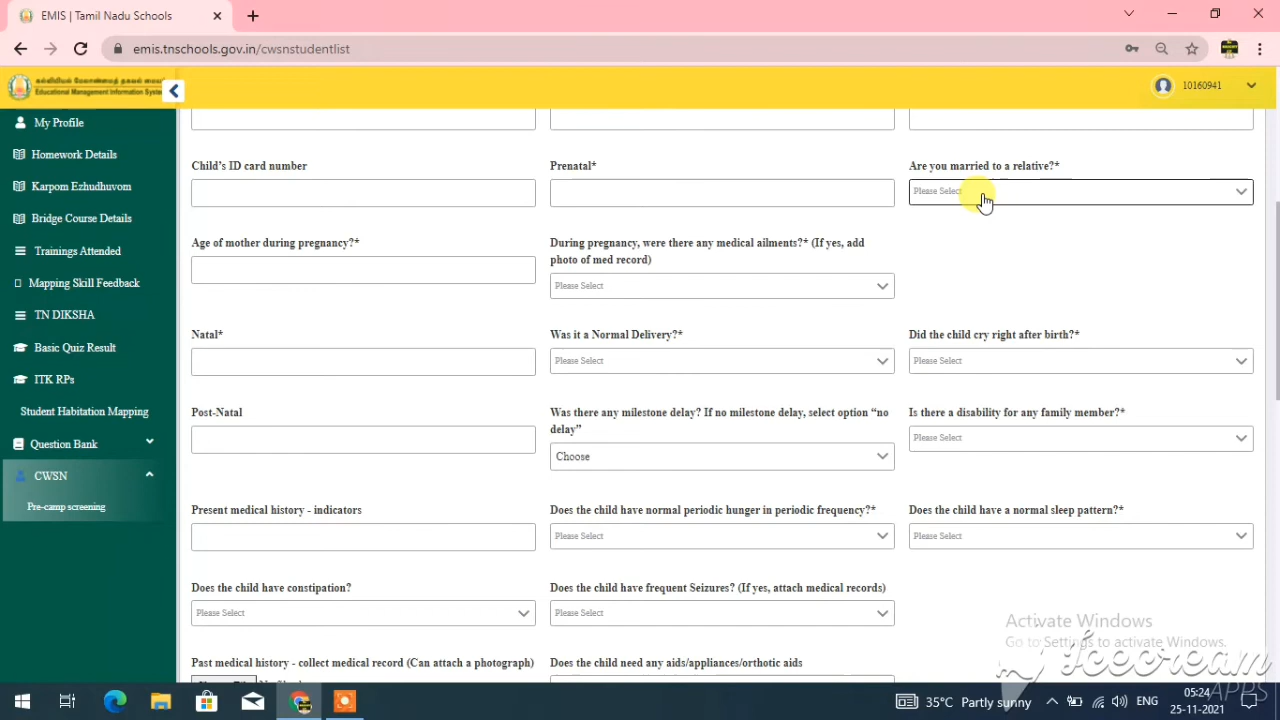 EMIS | Tamil Nadu Schools
emis.tnschools.gov.in/cwsnstudentlist
கல்வியியல் மேலாண்மைத் தகவல் மையம்
Educational Management Information System
10160941
My Profile
Homework Details
Karpom Ezhudhuvom
Bridge Course Details
Trainings Attended
Mapping Skill Feedback
TN DIKSHA
Basic Quiz Result
ITK RPs
Student Habitation Mapping
Question Bank
CWSN
Pre-camp screening
Child's ID card number
Prenatal*
Are you married to a relative?*
Please Select
Age of mother during pregnancy?*
During pregnancy, were there any medical ailments?* (If yes, add
photo of med record)
Please Select
Natal*
Was it a Normal Delivery?*
Please Select
Did the child cry right after birth?*
Please Select
Post-Natal
Was there any milestone delay? If no milestone delay, select option “no
delay”
Choose
Is there a disability for any family member?*
Please Select
Present medical history - indicators
Does the child have normal periodic hunger in periodic frequency?*
Please Select
Does the child have a normal sleep pattern?*
Please Select
Does the child have constipation?
Please Select
Does the child have frequent Seizures? (If yes, attach medical records)
Please Select
Past medical history - collect medical record (Can attach a photograph)
Does the child need any aids/appliances/orthotic aids
Activate Windows
Go to Settings to activate Windows.
Icecream
APPS
35°C Partly sunny
ENG
05:24
25-11-2021